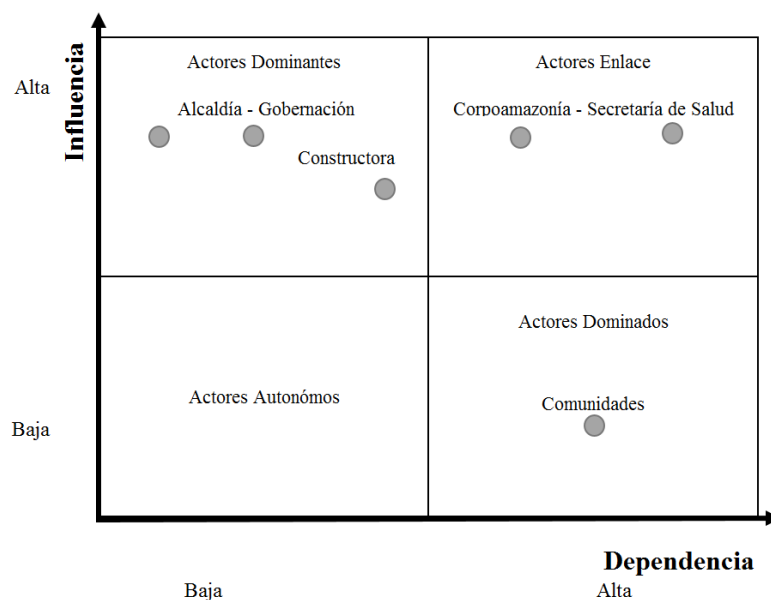 Actores Dominantes
Actores Enlace
Alta
Influencia
Alcaldía - Gobernación
Corpoamazonía - Secretaría de Salud
Constructora
Actores Dominados
Actores Autonómos
Comunidades
Baja
Dependencia
Baja
Alta